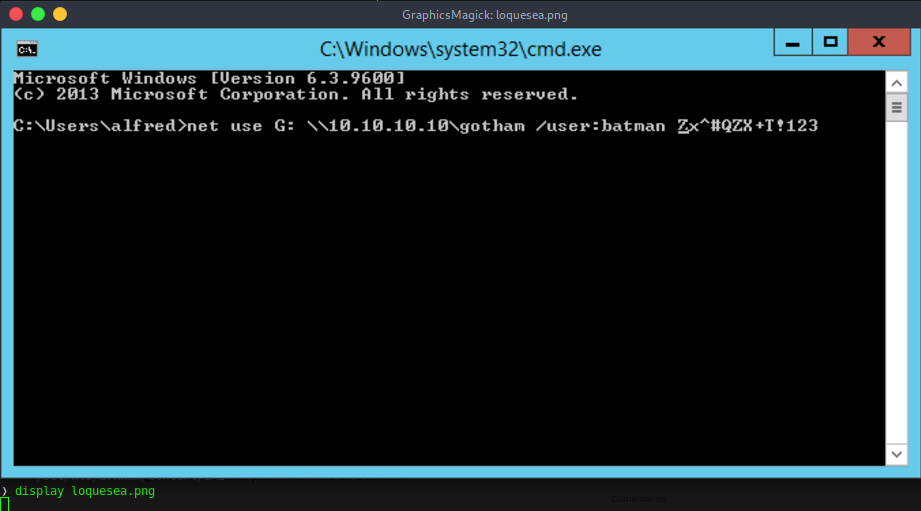 GraphicsMagick: loquesea.png
C:\Windows\system32\cmd.exe
Microsoft Windows [Version 6.3.9600]
(c) 2013 Microsoft Corporation. All rights reserved.
C:\Users\alfred>net use G: \\10.10.10.10\gotham /user:batman Zx^#QZX+T!123
❯ display loquesea.png